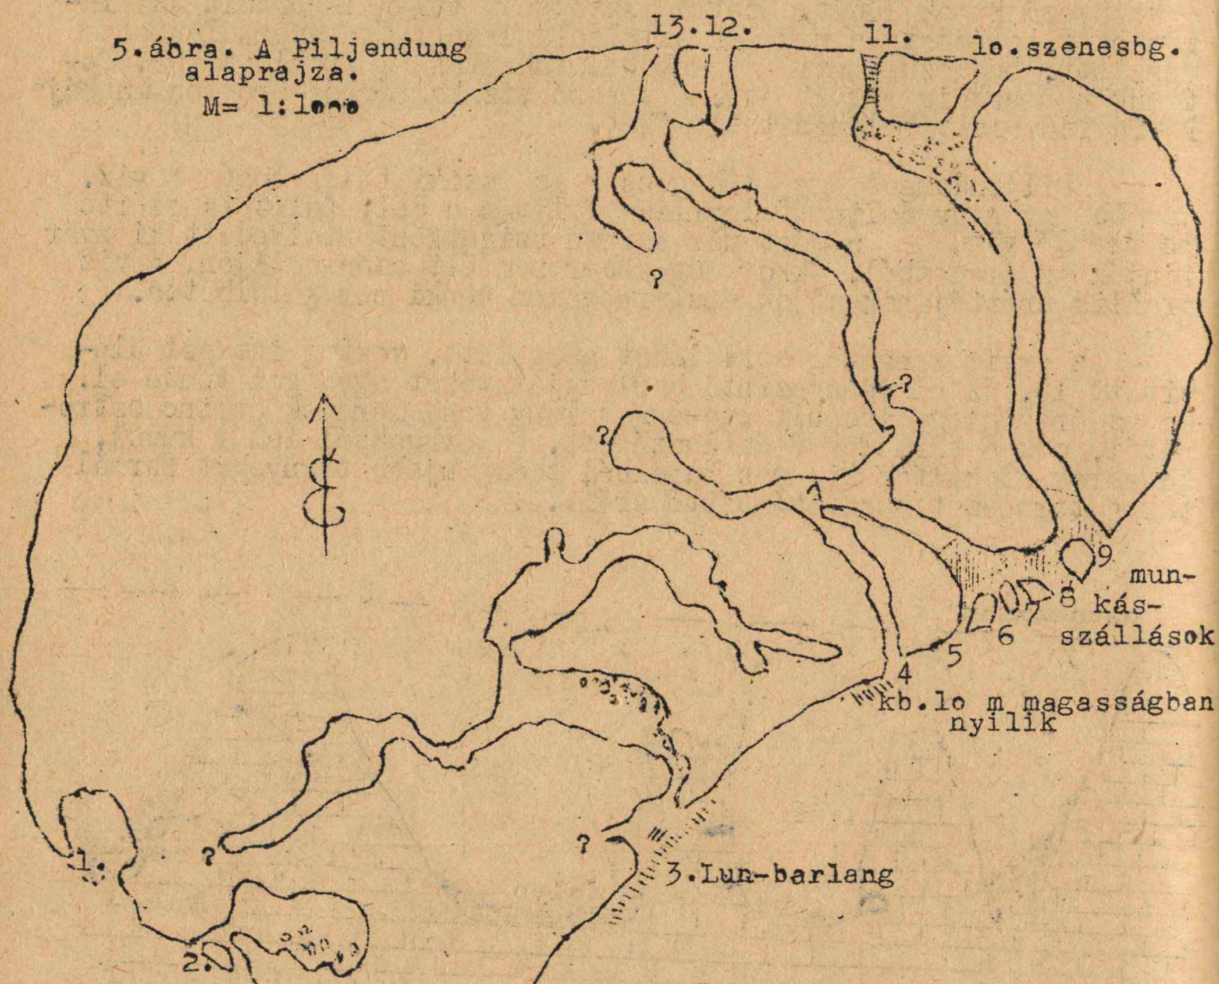 5.ábra. A Piljendung
alaprajza.
M= 1:1ooo
13.12.
11.
lo.szenesbg.
?
?
?
?
9
8
mun-
kás-
szállások
7
6
5
4
kb.lo m magasságban
nyilik
?
?
3.Lun-barlang
1.
2.